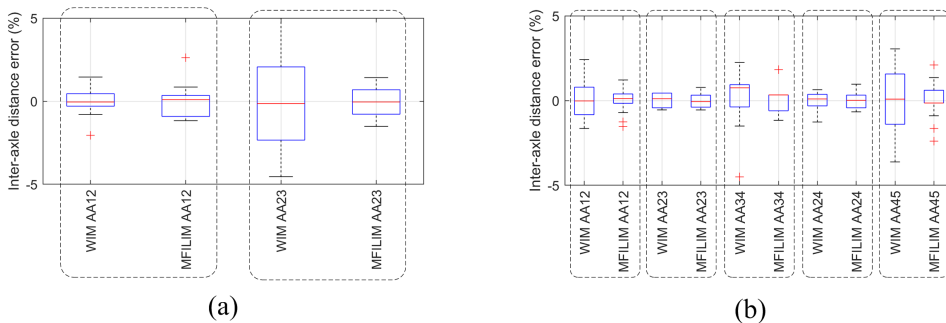 Inter-axle distance error (%)
5
0
-5
WIM AA12
MFILIM AA12
WIM AA23
MFILIM AA23
(a)
Inter-axle distance error (%)
5
0
-5
WIM AA12
MFILIM AA12
WIM AA23
MFILIM AA23
WIM AA34
MFILIM AA34
WIM AA24
MFILIM AA24
WIM AA45
MFILIM AA45
(b)